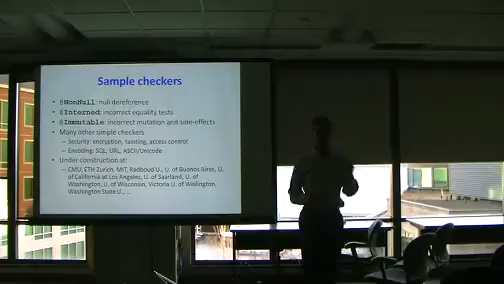 Sample checkers
• @NonNull: null dereference
• @Interned: incorrect equality tests
• @Immutable: incorrect mutation and side-effects
• Many other simple checkers
– Security: encryption, tainting, access control
– Encoding: SQL, URL, ASCII/Unicode
• Under construction at:
– CMU, ETH Zurich, MIT, Radboud U., U. of Buenos Aires, U.
of California at Los Angeles, U. of Saarland, U. of
Washington, U. of Wisconsin, Victoria U. of Wellington,
Washington State U., ...